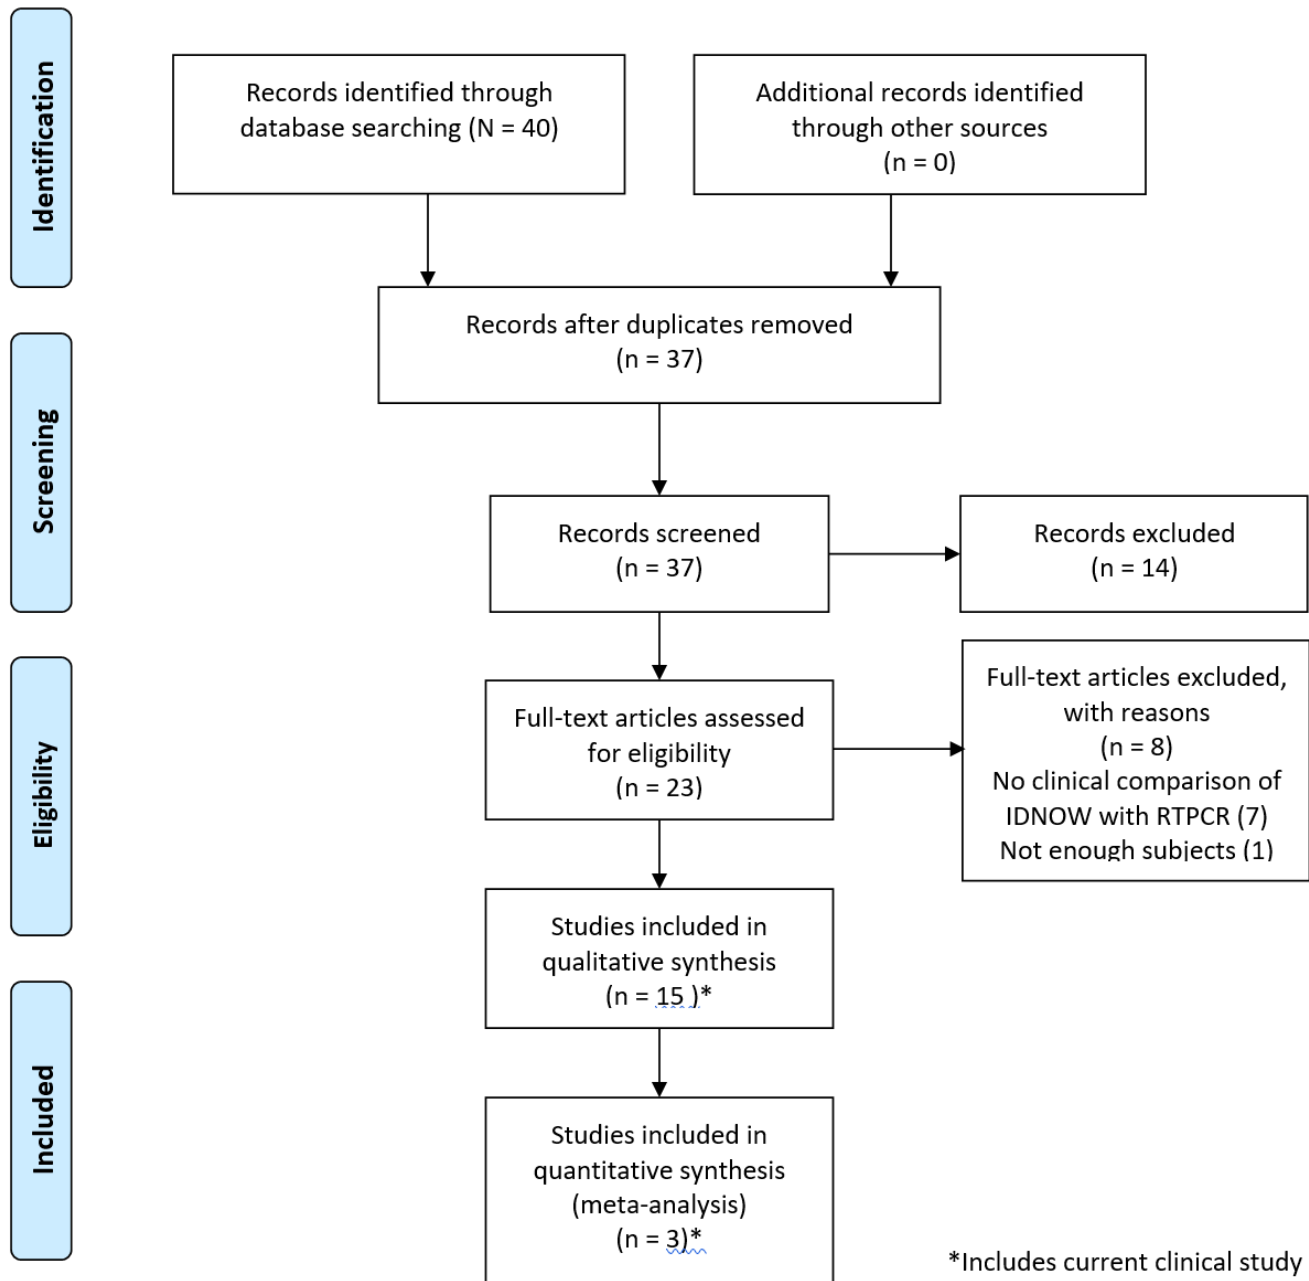 Identification
Records identified through
database searching (N = 40)
Additional records identified
through other sources
(n = 0)
Records after duplicates removed
(n = 37)
Screening
Records screened
(n = 37)
Records excluded
(n = 14)
Eligibility
Full-text articles assessed
for eligibility
(n = 23)
Full-text articles excluded,
with reasons
(n = 8)
No clinical comparison of
IDNOW with RTPCR (7)
Not enough subjects (1)
Studies included in
qualitative synthesis
(n = 15 )*
Included
Studies included in
quantitative synthesis
(meta-analysis)
(n = 3)*
*Includes current clinical study